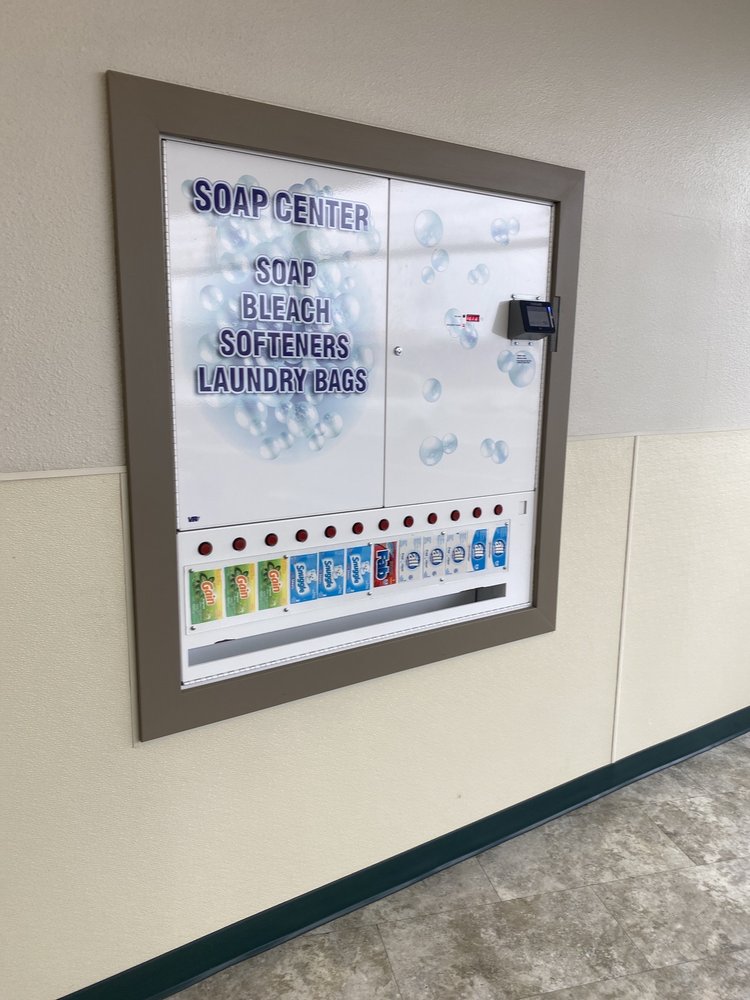 SOAP CENTER
SOAP
BLEACH
SOFTENERS
LAUNDRY BAGS
Gain
Gain
Gain
Snuggle
Snuggle
Snuggle
Fab
all
all
all
all
all